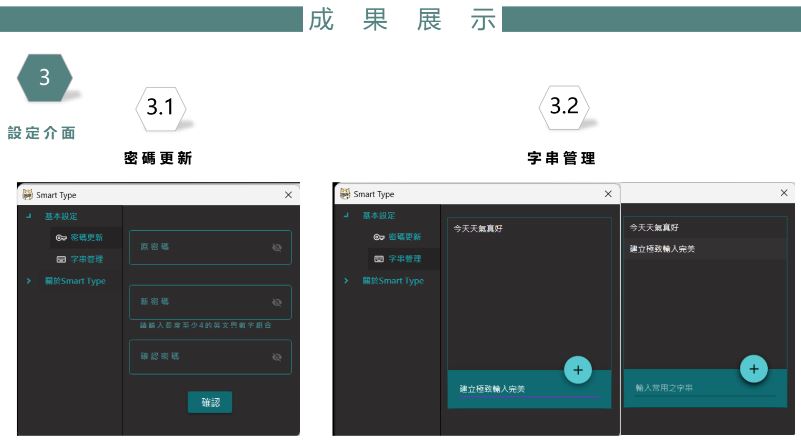 成果展示
3
設定介面
3.1
密碼更新
3.2
字串管理
Smart Type
基本設定
密碼更新
字串管理
關於Smart Type
原密碼
新密碼
請輸入長度至少4的英文與數字組合
確認密碼
確認
Smart Type
基本設定
密碼更新
字串管理
關於Smart Type
今天天氣真好
建立極致輸人完美
今天天氣真好
建立極致輸人完美
輸入常用之字串